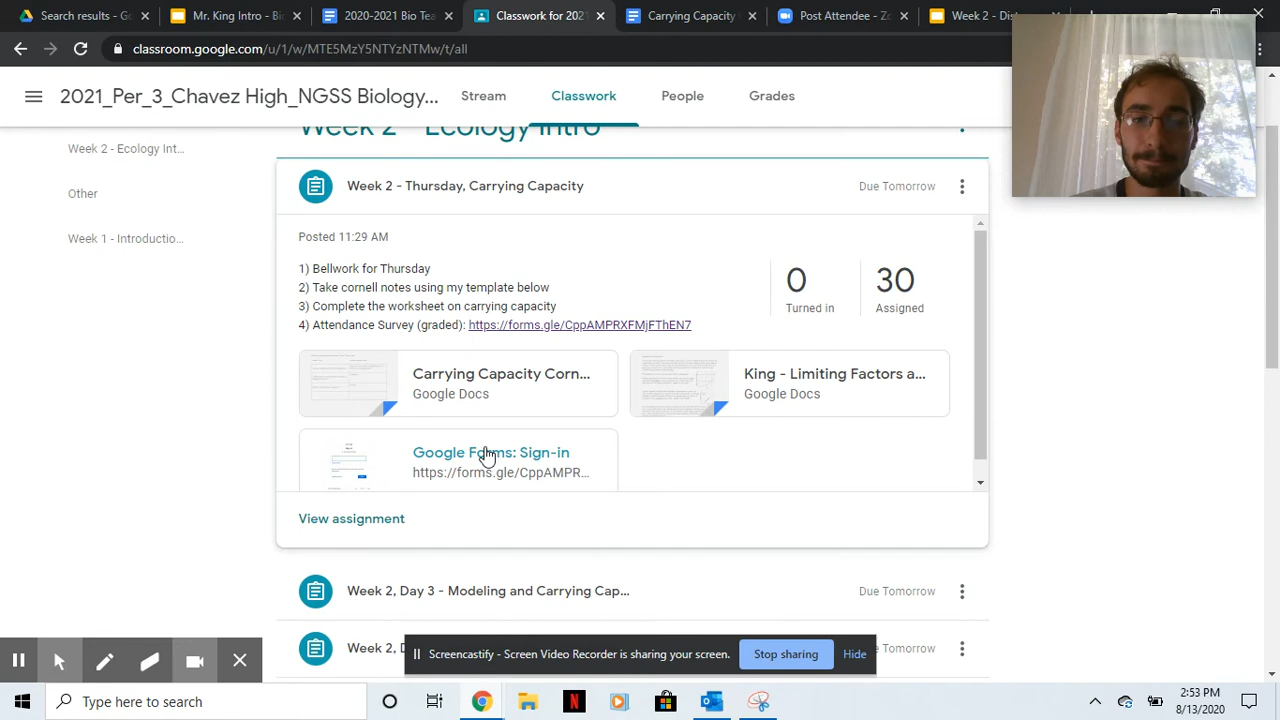 Search results - G
Mr. King Intro - Bi
2020-2021 Bio Tea
Classwork for 202
Carrying Capacity
Post Attendee - Zo
Week 2 - Di
classroom.google.com/u/1/w/MTE5MzY5NTYzNTMw/t/all
2021_Per_3_Chavez High_NGSS Biology...
Stream
Classwork
People
Grades
Week 2 - Ecology Intro
Week 2 - Ecology Int...
Other
Week 1 - Introductio...
Week 2 - Thursday, Carrying Capacity
Due Tomorrow
Posted 11:29 AM
1) Bellwork for Thursday
2) Take cornell notes using my template below
3) Complete the worksheet on carrying capacity
4) Attendance Survey (graded): https://forms.gle/CppAMPRXFMjFThEN7
0
Turned in
30
Assigned
Carrying Capacity Corn...
Google Docs
King - Limiting Factors a...
Google Docs
Google Forms: Sign-in
https://forms.gle/CppAMPR...
View assignment
Week 2, Day 3 - Modeling and Carrying Cap...
Due Tomorrow
Week 2, D
Tomorrow
Screencastify - Screen Video Recorder is sharing your screen.
Stop sharing
Hide
Type here to search
2:53 PM
8/13/2020